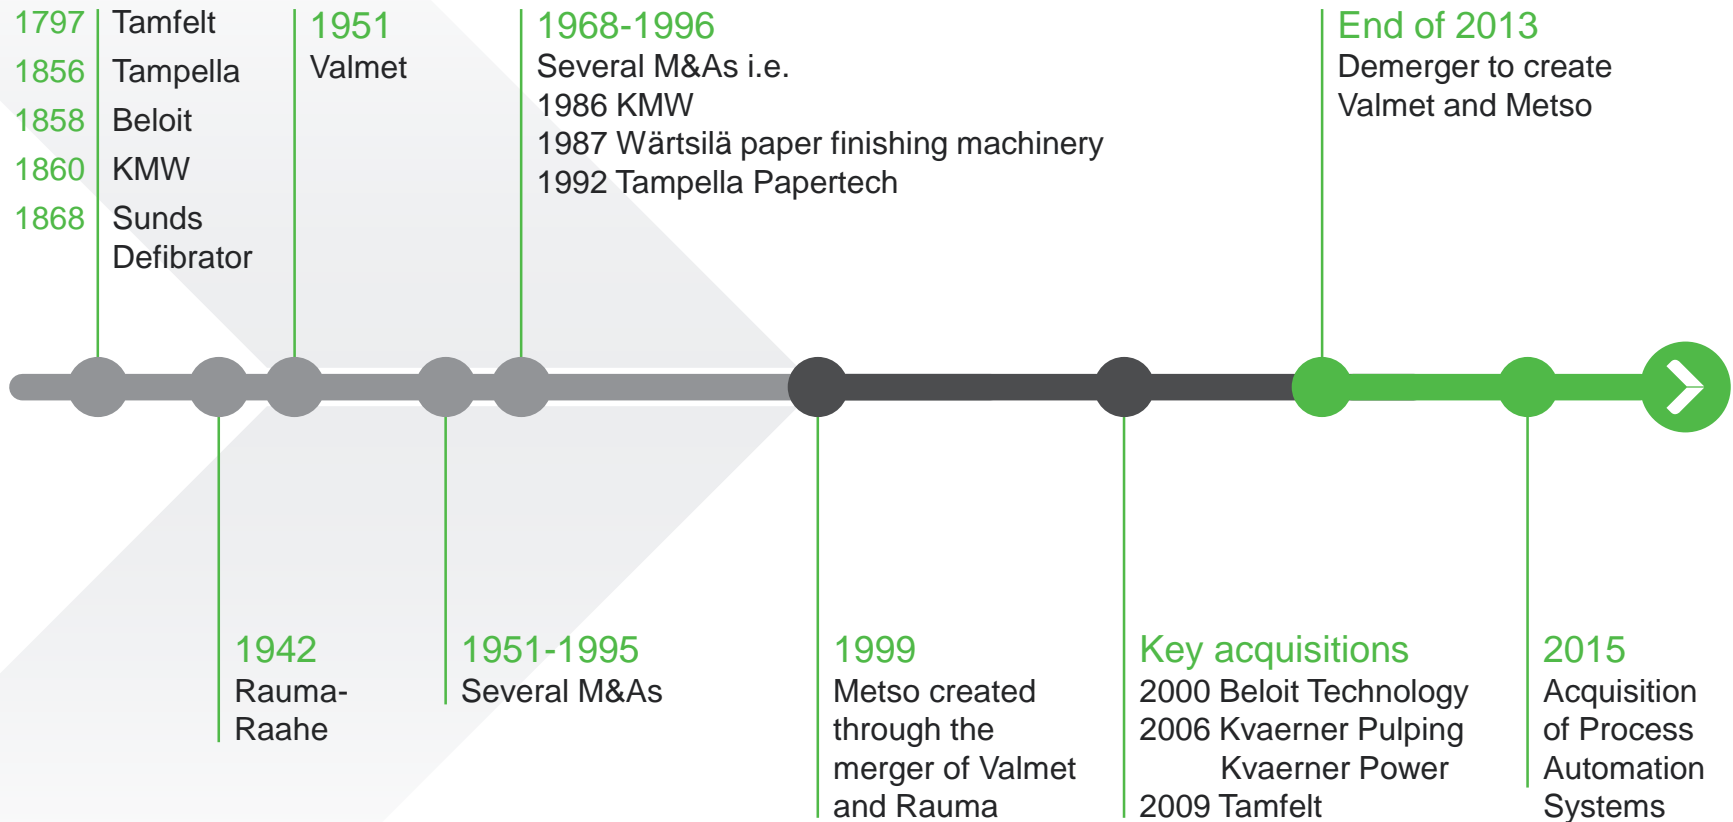 1797 Tamfelt
1856 Tampella
1858 Beloit
1860 KMW
1868 Sunds
Defibrator
1951
Valmet
1968-1996
Several M&As i.e.
1986 KMW
1987 Wärtsilä paper finishing machinery
1992 Tampella Papertech
End of 2013
Demerger to create
Valmet and Metso
1942
Rauma-
Raahe
1951-1995
Several M&As
1999
Metso created
through the
merger of Valmet
and Rauma
Key acquisitions
2000 Beloit Technology
2006 Kvaerner Pulping
Kvaerner Power
2009 Tamfelt
2015
Acquisition
of Process
Automation
Systems